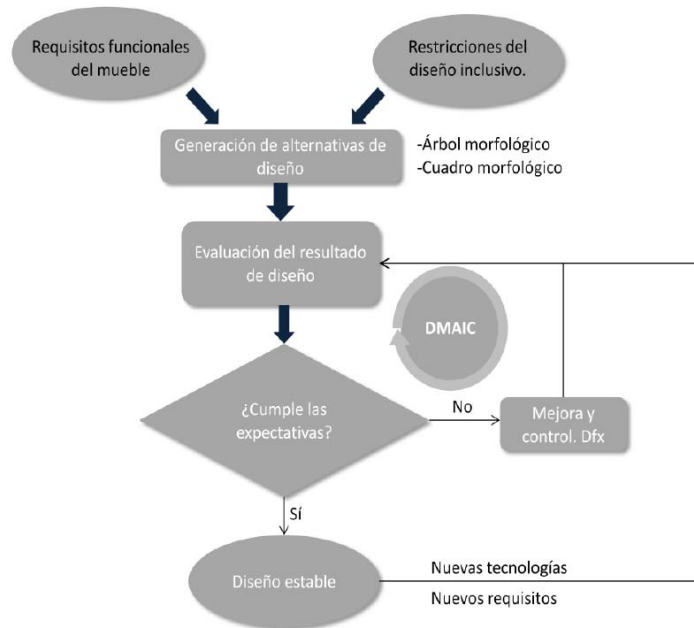 Requisitos funcionales
del mueble
Restricciones del
diseño inclusivo.
Generación de alternativas de
diseño
-Árbol morfológico
-Cuadro morfológico
Evaluación del resultado
de diseño
DMAIC
¿Cumple las
expectativas?
No
Mejora y
control. Dfx
Sí
Diseño estable
Nuevas tecnologías
Nuevos requisitos